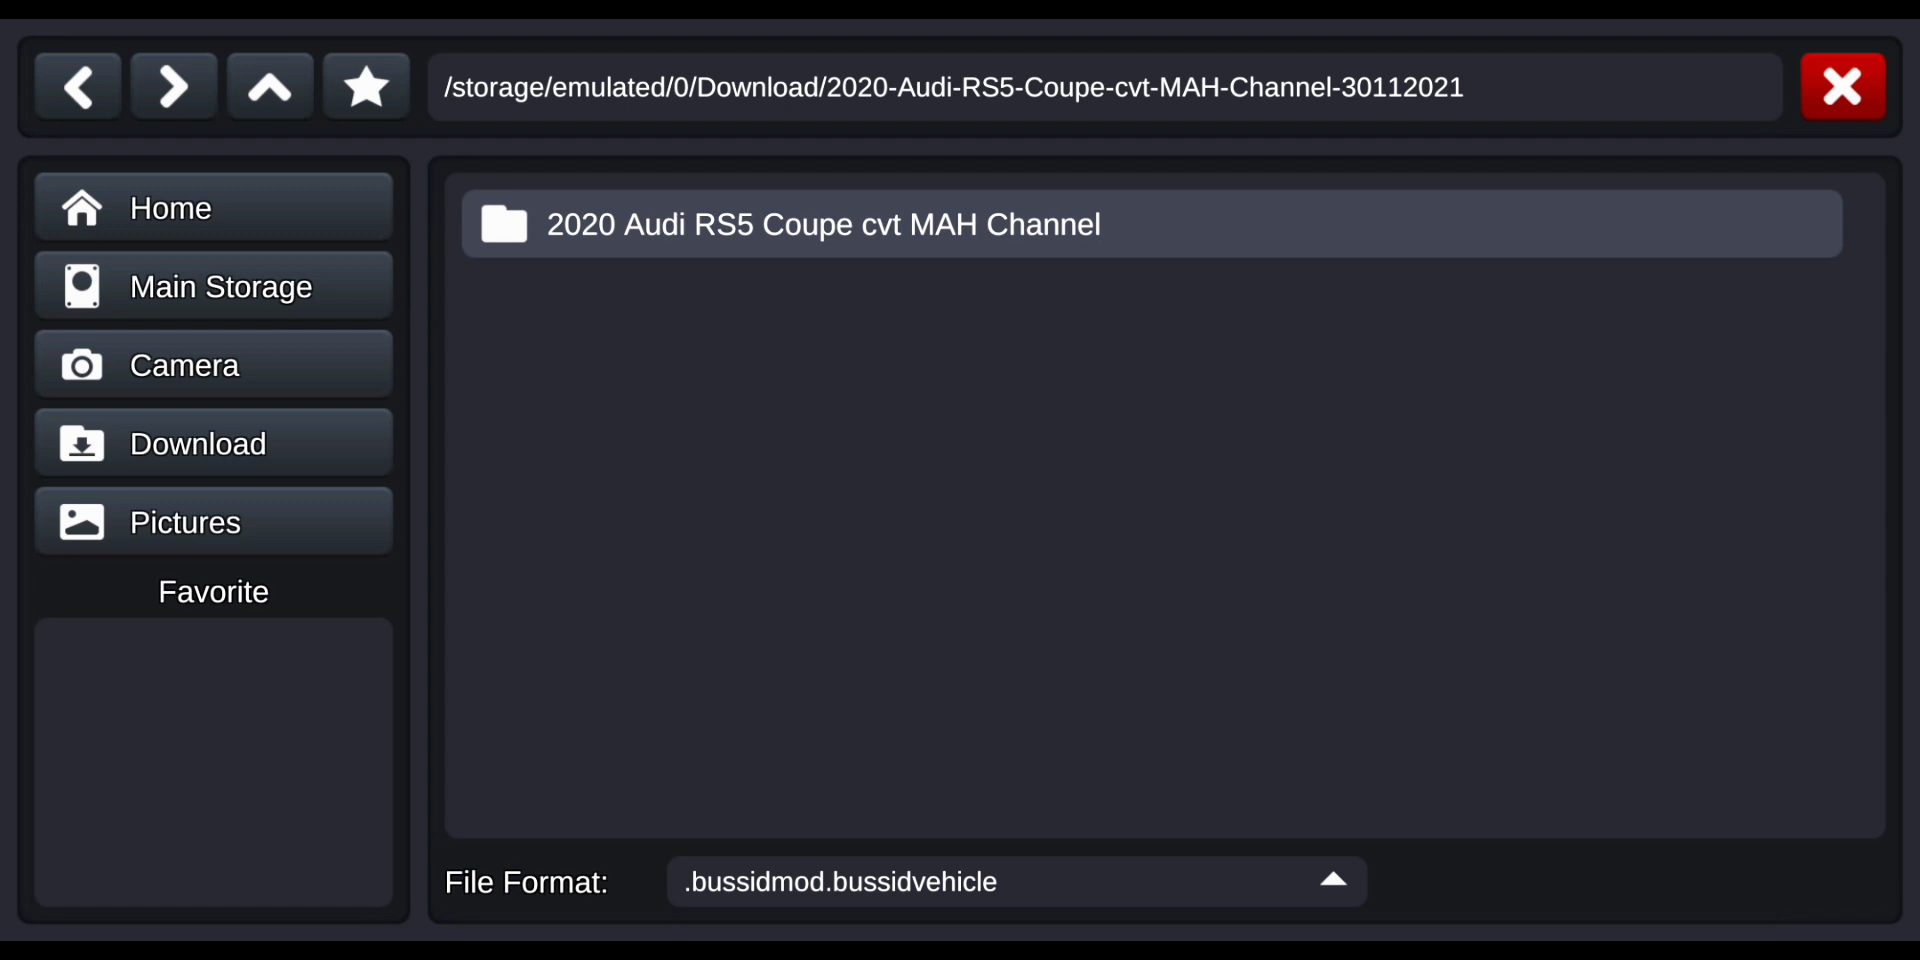 /storage/emulated/0/Download/2020-Audi-RS5-Coupe-cvt-MAH-Channel-30112021
Home
Main Storage
Camera
Download
Pictures
Favorite
2020 Audi RS5 Coupe cvt MAH Channel
File Format:
.bussidmod.bussidvehicle